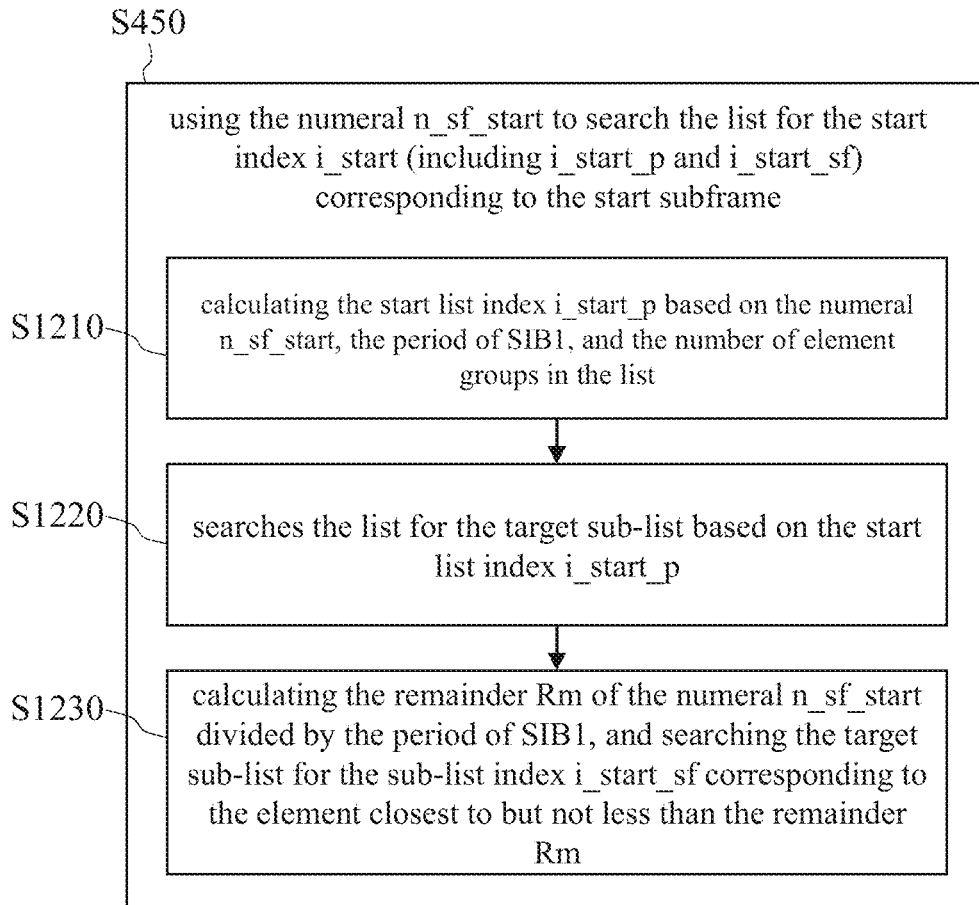 S450
using the numeral n_sf_start to search the list for the start
index i_start (including i_start_p and i_start_sf)
corresponding to the start subframe
S1210
calculating the start list index i_start_p based on the numeral
n_sf_start, the period of SIB1, and the number of element
groups in the list
S1220
searches the list for the target sub-list based on the start
list index i_start_p
S1230
calculating the remainder Rm of the numeral n_sf_start
divided by the period of SIB1, and searching the target
sub-list for the sub-list index i_start_sf corresponding to
the element closest to but not less than the remainder
Rm